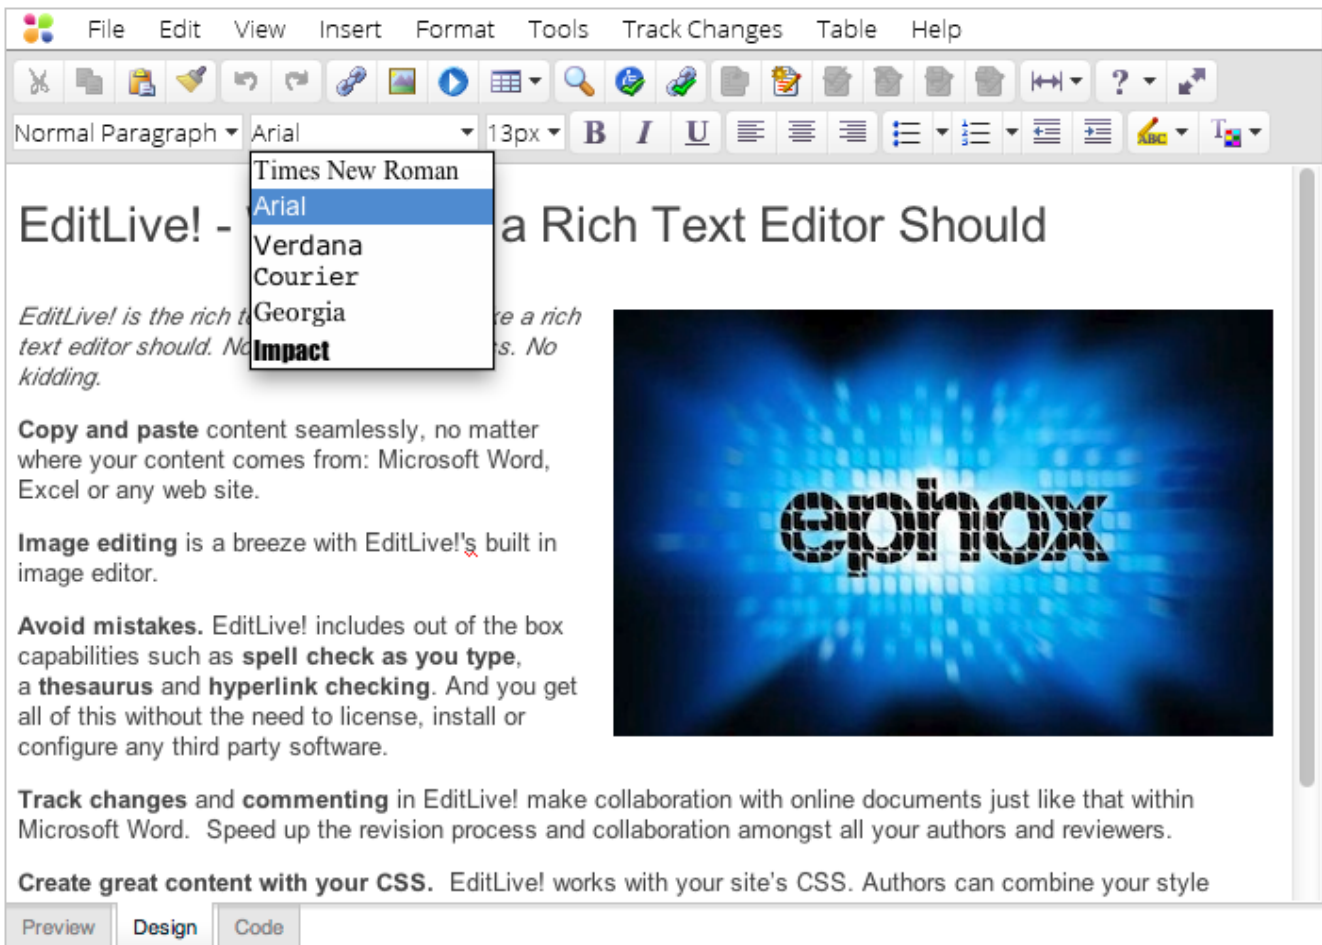 File Edit View Insert Format Tools Track Changes Table Help
Normal Paragraph Arial 13px B I U ABC T
Times New Roman
Arial
Verdana
Courier
Georgia
Impact
EditLive! - a Rich Text Editor Should
EditLive! is the rich a rich
text editor should. No
kidding.
Copy and paste content seamlessly, no matter
where your content comes from: Microsoft Word,
Excel or any web site.
Image editing is a breeze with EditLive!'s built in
image editor.
Avoid mistakes. EditLive! includes out of the box
capabilities such as spell check as you type,
a thesaurus and hyperlink checking. And you get
all of this without the need to license, install or
configure any third party software.
ephox
Track changes and commenting in EditLive! make collaboration with online documents just like that within
Microsoft Word. Speed up the revision process and collaboration amongst all your authors and reviewers.
Create great content with your CSS. EditLive! works with your site's CSS. Authors can combine your style
Preview Design Code